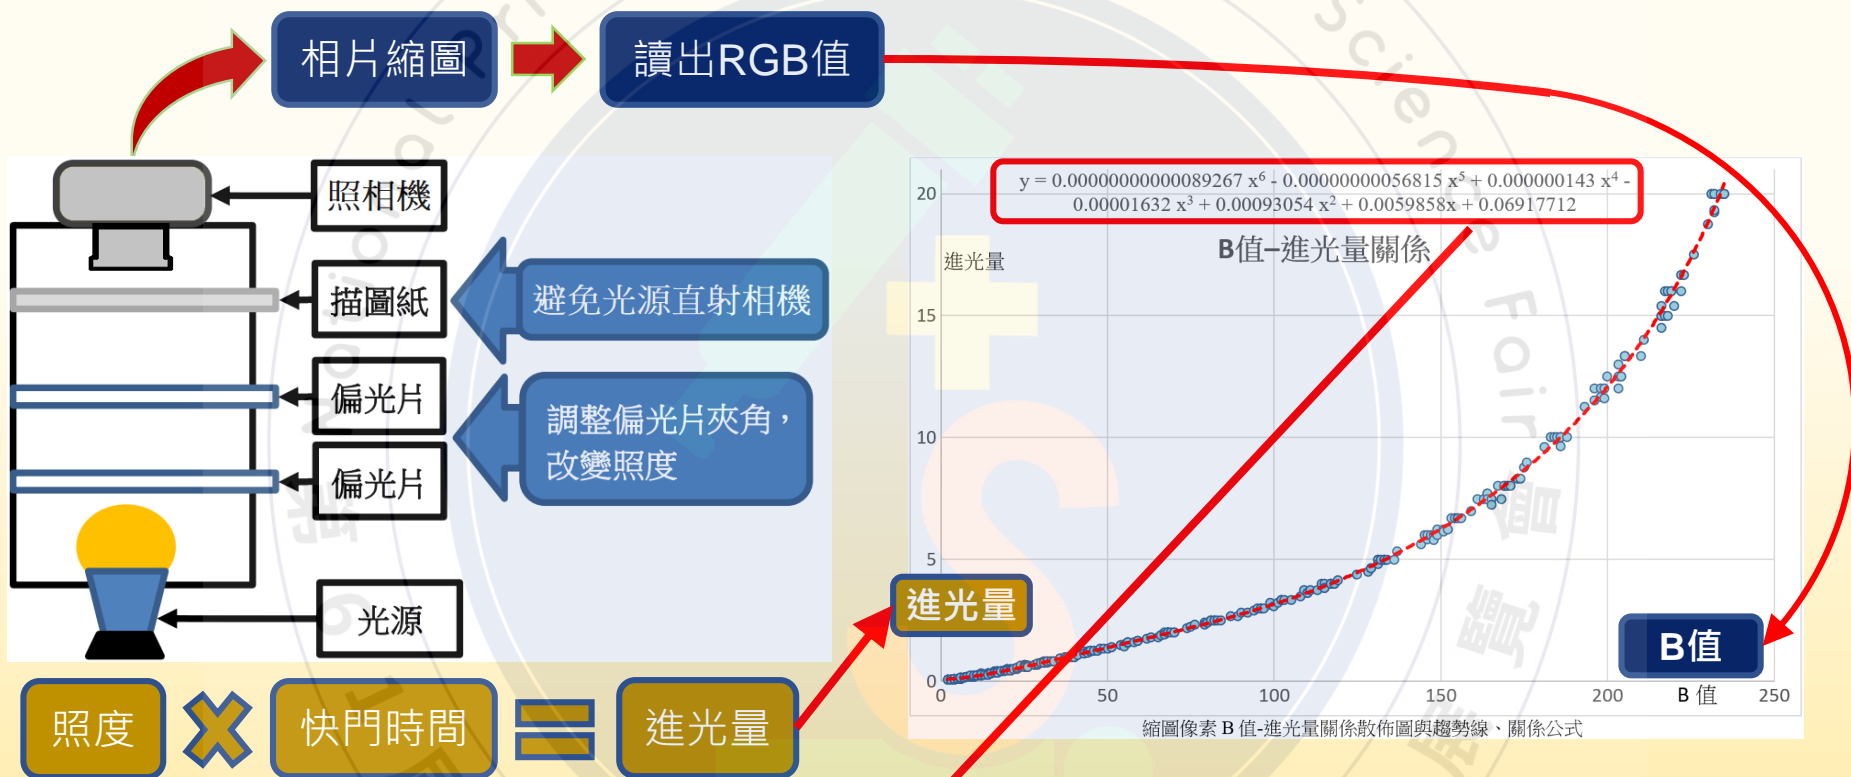 相片縮圖
讀出RGB值
照相機
描圖紙
避免光源直射相機
偏光片
調整偏光片夾角,
改變照度
偏光片
光源
照度
快門時間
進光量
y = 0.00000000000089267 x⁶ - 0.00000000056815 x⁵ + 0.000000143 x⁴ -
0.00001632 x³ + 0.00093054 x² + 0.0059858x + 0.06917712
B值–進光量關係
進光量
20
15
10
5
0
進光量
B值
0
50
100
150
200
B 值
250
縮圖像素 B 值-進光量關係散佈圖與趨勢線、關係公式
National
Science Fair
覽
會